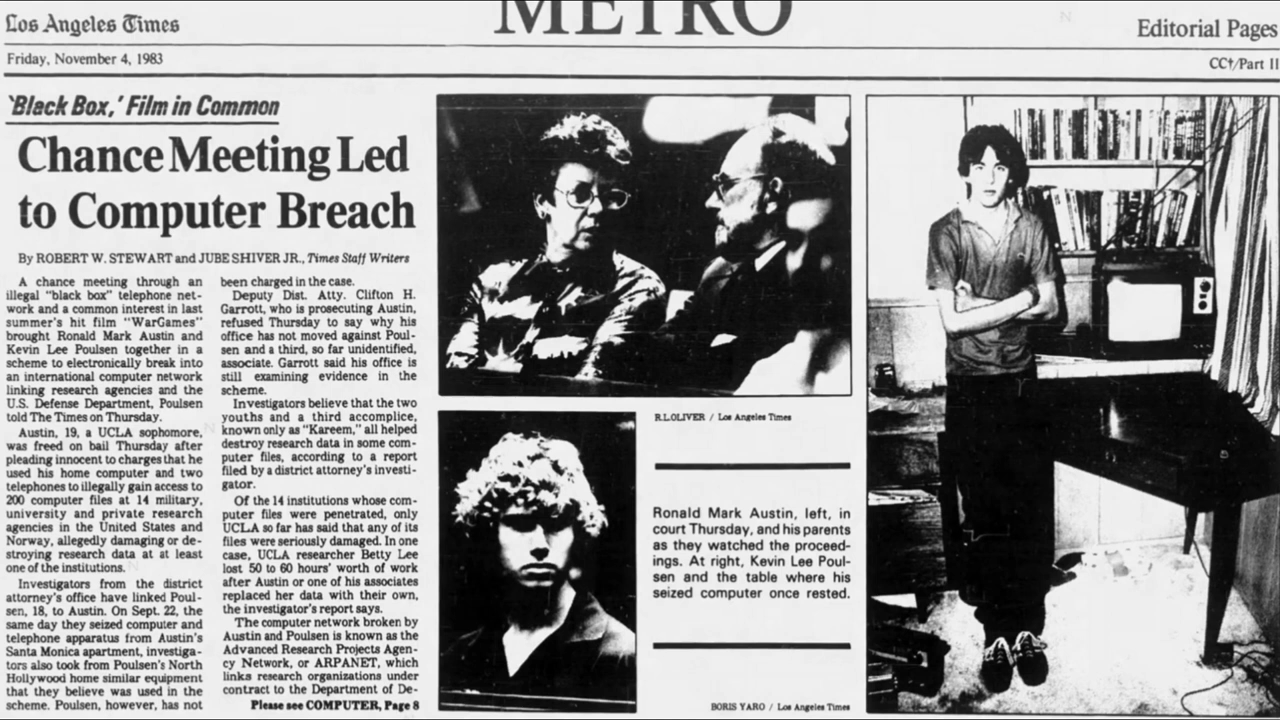 METRO
Los Angeles Times
Editorial Pages
Friday, November 4, 1983
CC†/Part II
'Black Box,' Film in Common
Chance Meeting Led
to Computer Breach
By ROBERT W. STEWART and JUBE SHIVER JR., Times Staff Writers
A chance meeting through an
illegal "black box" telephone net-
work and a common interest in last
summer's hit film "WarGames"
brought Ronald Mark Austin and
Kevin Lee Poulsen together in a
scheme to electronically break into
an international computer network
linking research agencies and the
U.S. Defense Department, Poulsen
told The Times on Thursday.
Austin, 19, a UCLA sophomore,
was freed on bail Thursday after
pleading innocent to charges that he
used his home computer and two
telephones to illegally gain access to
200 computer files at 14 military,
university and private research
agencies in the United States and
Norway, allegedly damaging or de-
stroying research data at at least
one of the institutions.
Investigators from the district
attorney's office have linked Poul-
sen, 18, to Austin. On Sept. 22, the
same day they seized computer and
telephone apparatus from Austin's
Santa Monica apartment, investiga-
tors also took from Poulsen's North
Hollywood home similar equipment
that they believe was used in the
scheme. Poulsen, however, has not
been charged in the case.
Deputy Dist. Atty. Clifton H.
Garrott, who is prosecuting Austin,
refused Thursday to say why his
office has not moved against Poul-
sen and a third, so far unidentified,
associate. Garrott said his office is
still examining evidence in the
scheme.
Investigators believe that the two
youths and a third accomplice,
known only as "Kareem," all helped
destroy research data in some com-
puter files, according to a report
filed by a district attorney's investi-
gator.
Of the 14 institutions whose com-
puter files were penetrated, only
UCLA so far has said that any of its
files were seriously damaged. In one
case, UCLA researcher Betty Lee
lost 50 to 60 hours' worth of work
after Austin or one of his associates
replaced her data with their own,
the investigator's report says.
The computer network broken by
Austin and Poulsen is known as the
Advanced Research Projects Agen-
cy Network, or ARPANET, which
links research organizations under
contract to the Department of De-
Please see COMPUTER, Page 8
R.L.OLIVER / Los Angeles Times
Ronald Mark Austin, left, in
court Thursday, and his parents
as they watched the proceed-
ings. At right, Kevin Lee Poul-
sen and the table where his
seized computer once rested.
BORIS YARO / Los Angeles Times